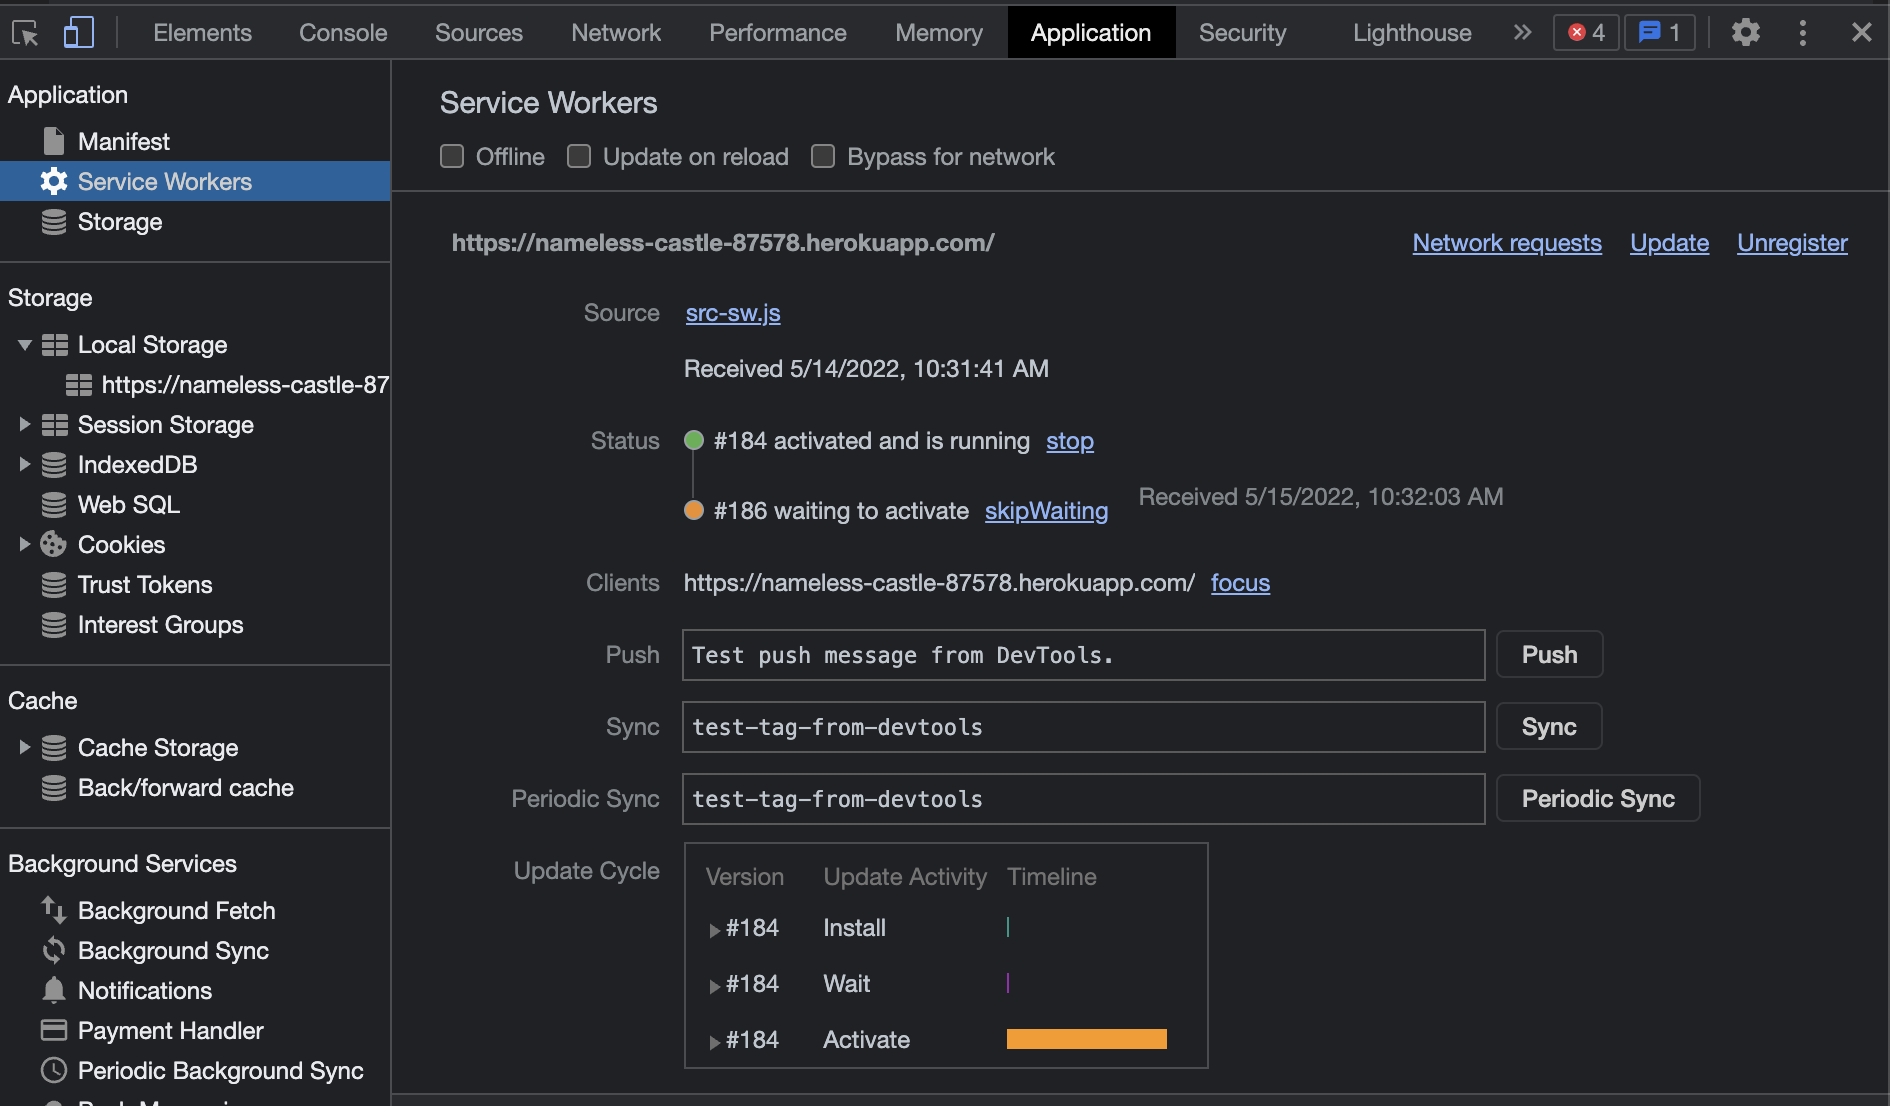 Elements Console Sources Network Performance Memory Application Security Lighthouse » 4 1
Application
Manifest
Service Workers
Storage
Storage
Local Storage
https://nameless-castle-87
Session Storage
IndexedDB
Web SQL
Cookies
Trust Tokens
Interest Groups
Cache
Cache Storage
Back/forward cache
Background Services
Background Fetch
Background Sync
Notifications
Payment Handler
Periodic Background Sync
Service Workers
Offline Update on reload Bypass for network
https://nameless-castle-87578.herokuapp.com/ Network requests Update Unregister
Source src-sw.js
Received 5/14/2022, 10:31:41 AM
Status #184 activated and is running stop
#186 waiting to activate skipWaiting Received 5/15/2022, 10:32:03 AM
Clients https://nameless-castle-87578.herokuapp.com/ focus
Push Test push message from DevTools. Push
Sync test-tag-from-devtools Sync
Periodic Sync test-tag-from-devtools Periodic Sync
Update Cycle Version Update Activity Timeline
#184 Install
#184 Wait
#184 Activate